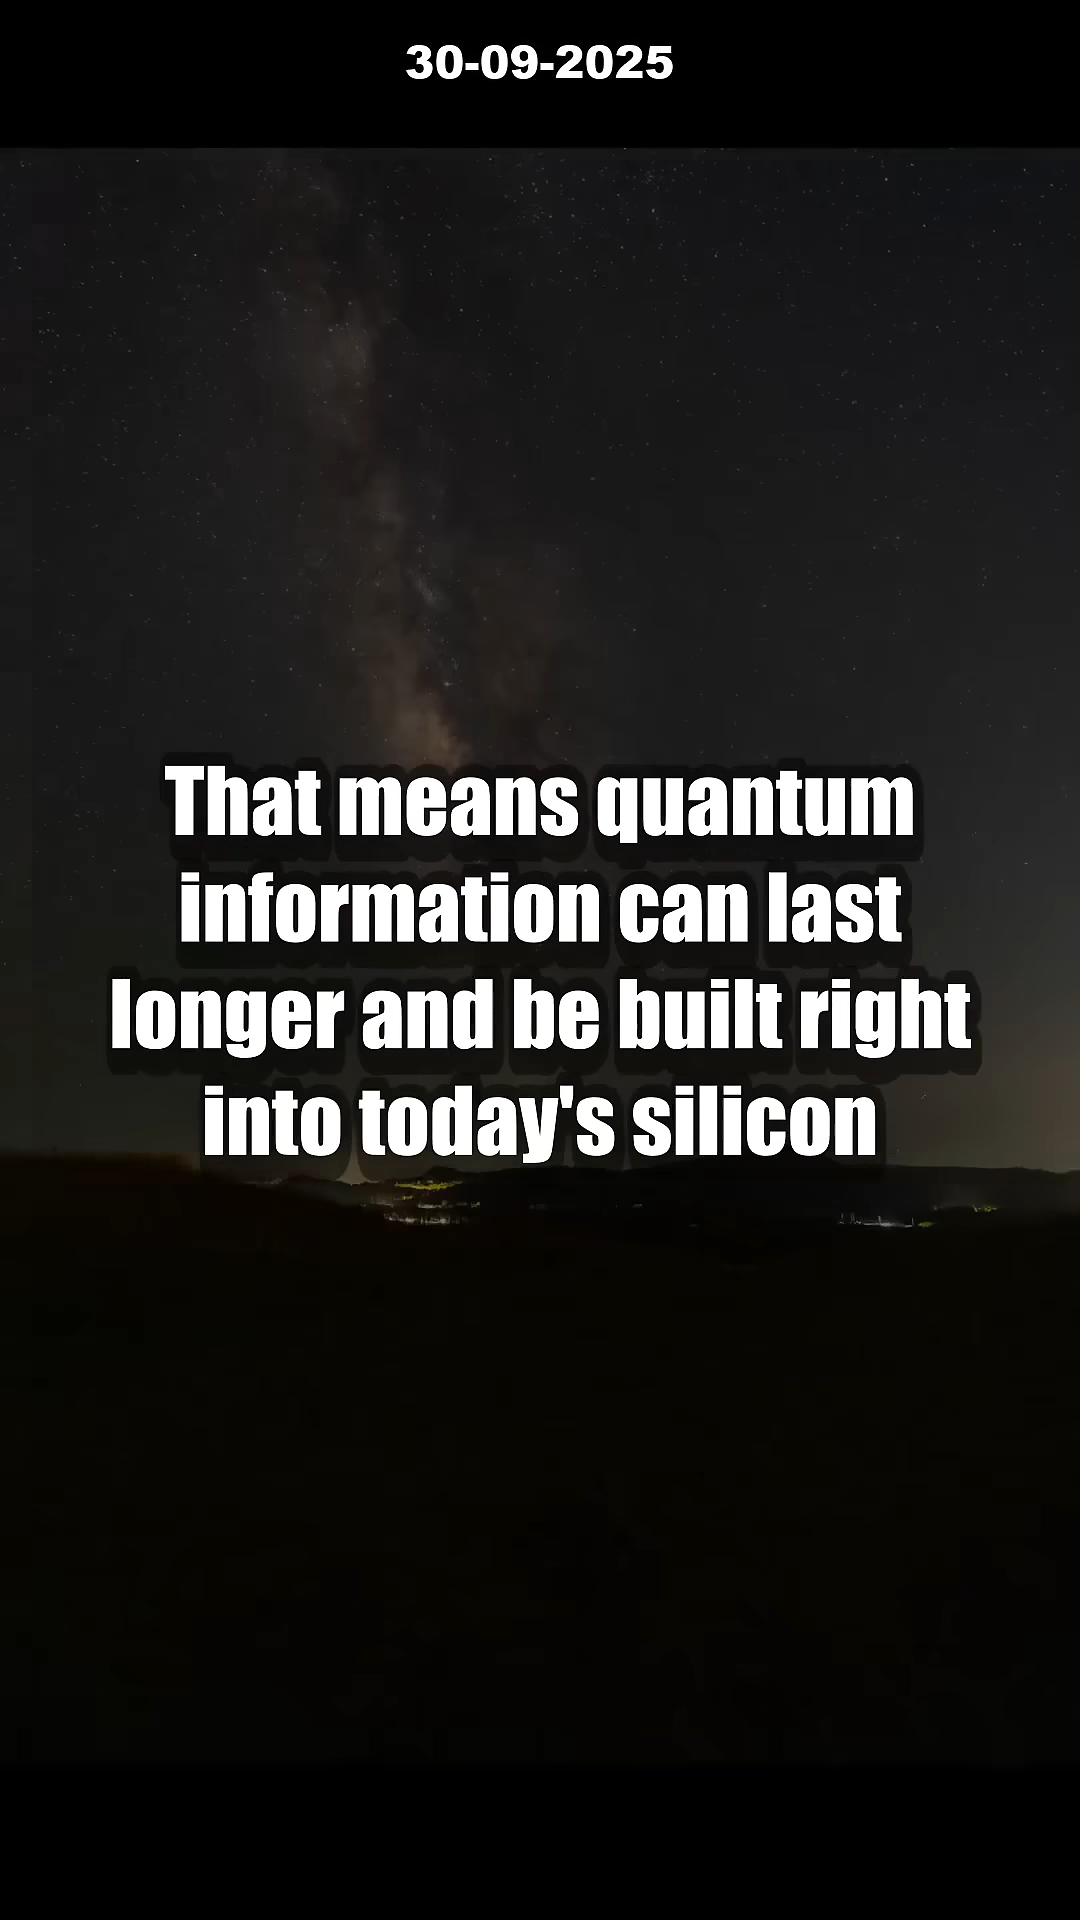 30-09-2025
That means quantum
information can last
longer and be built right
into today's silicon